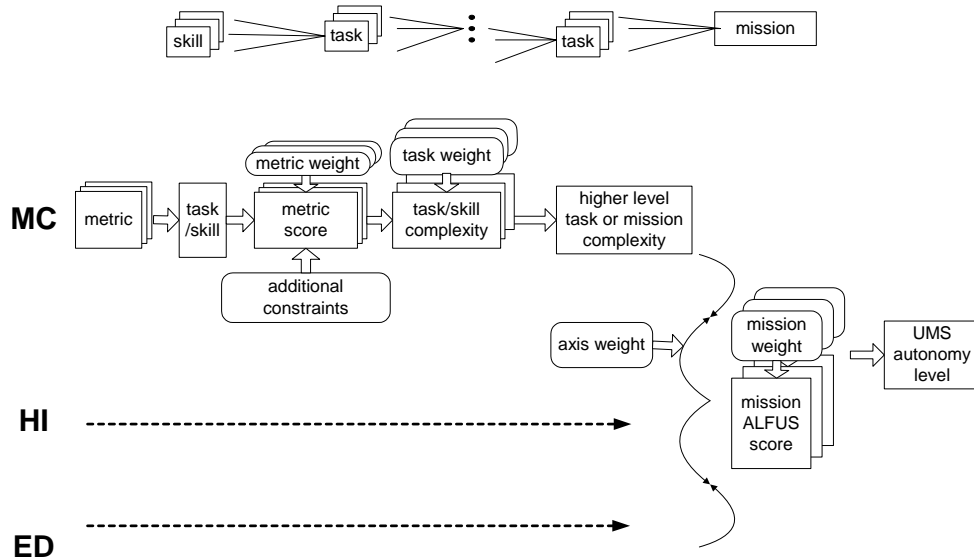 skill
task
task
mission
metric weight
task weight
MC
metric
task
/skill
metric
score
task/skill
complexity
higher level
task or mission
complexity
additional
constraints
axis weight
mission
weight
UMS
autonomy
level
HI
mission
ALFUS
score
ED